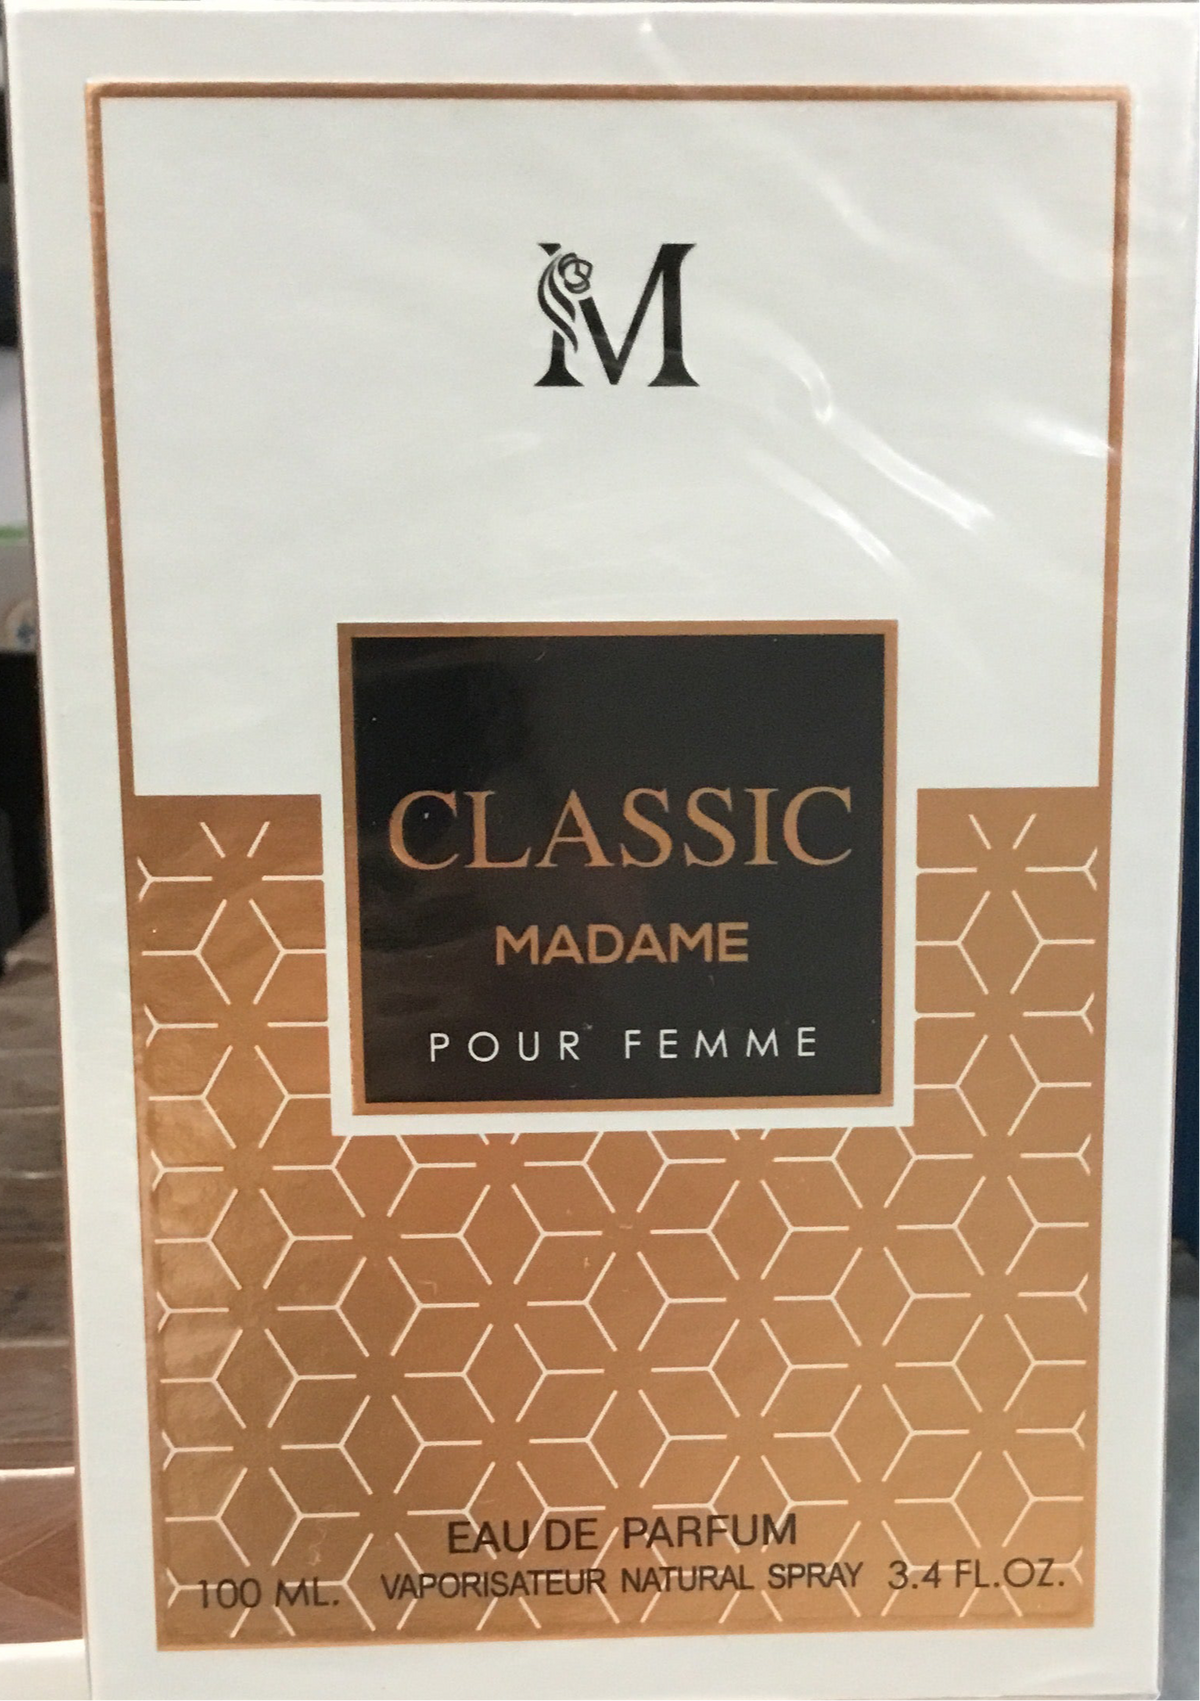 M
CLASSIC
MADAME
POUR FEMME
EAU DE PARFUM
100 ML. VAPORISATEUR NATURAL SPRAY 3.4 FL.OZ.